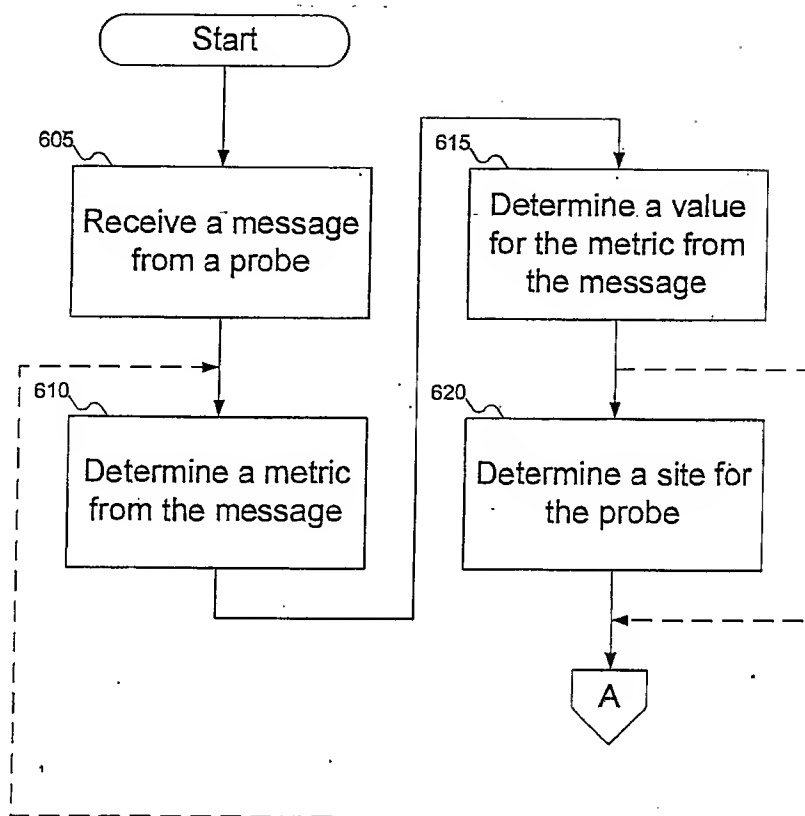 Start
605
Receive a message
from a probe
610
Determine a metric
from the message
615
Determine a value
for the metric from
the message
620
Determine a site for
the probe
A